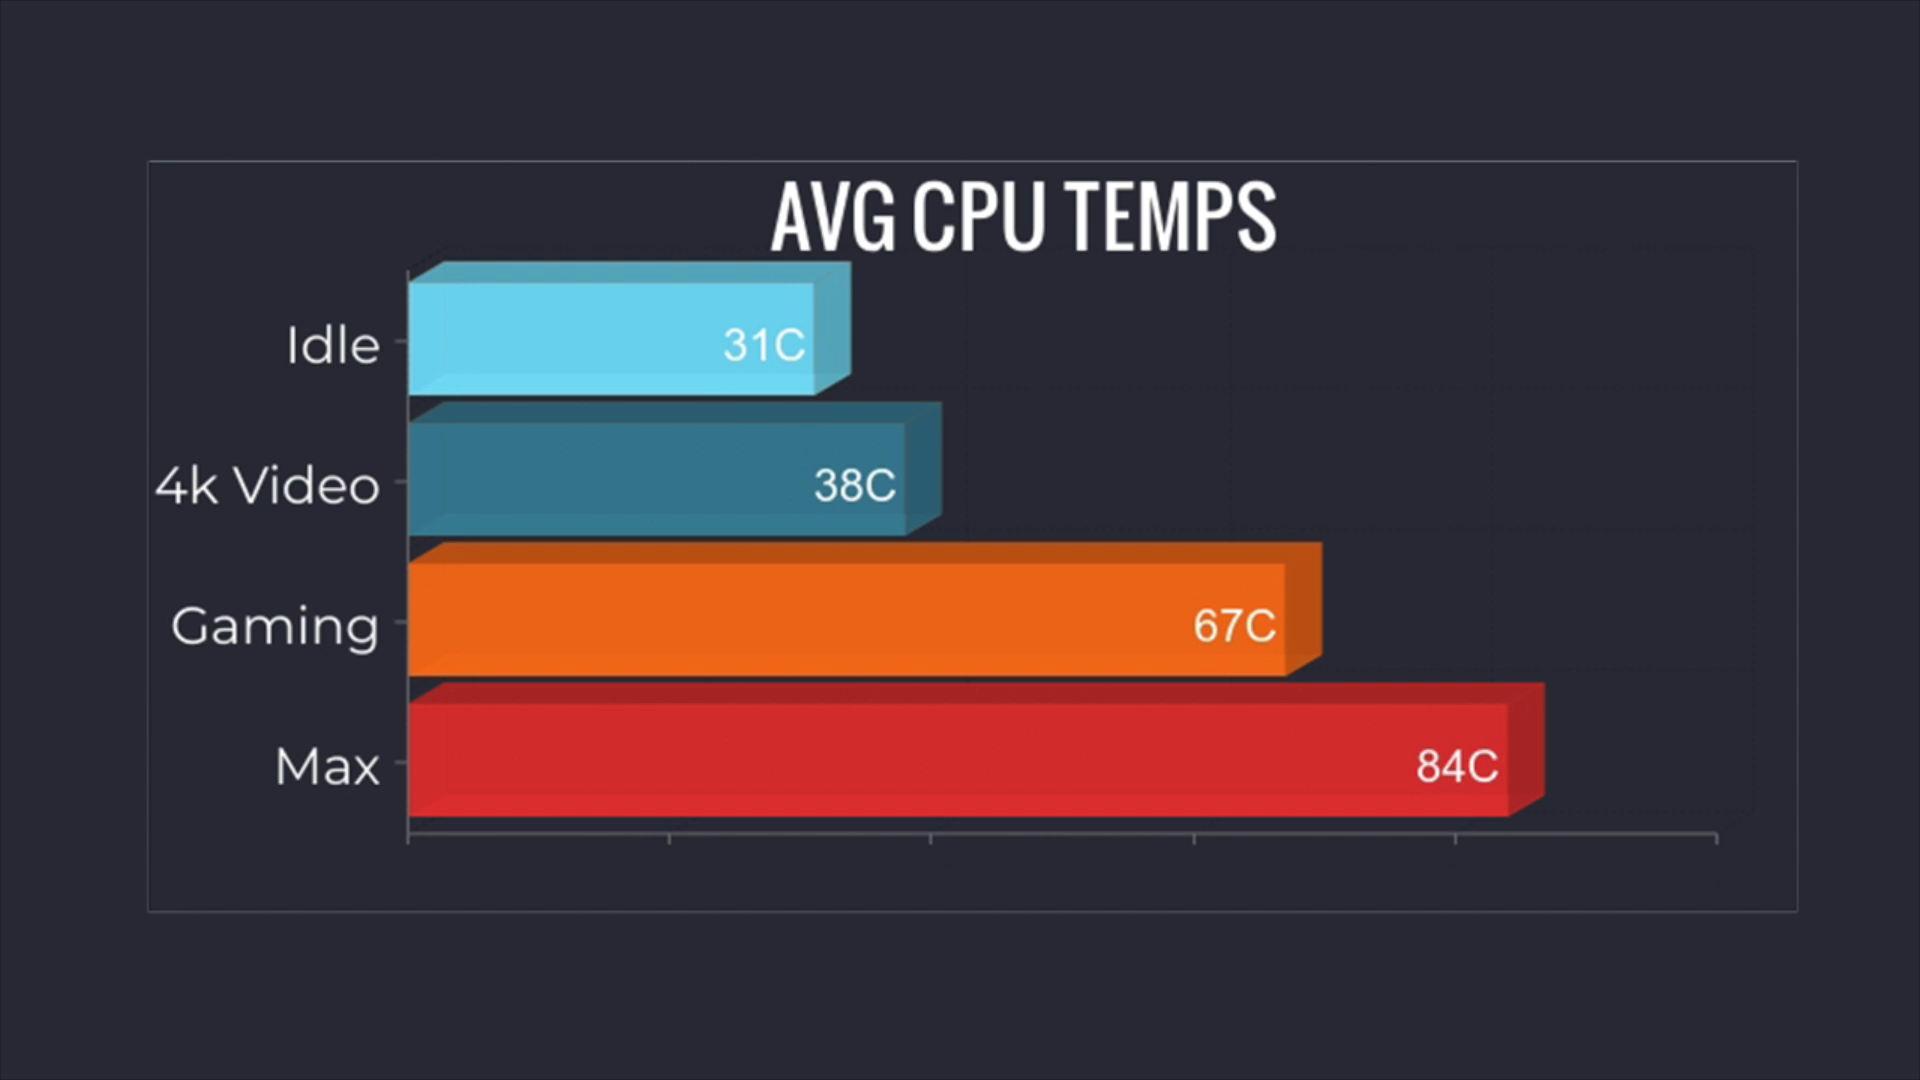 AVG CPU TEMPS
Idle 31C
4k Video 38C
Gaming 67C
Max 84C